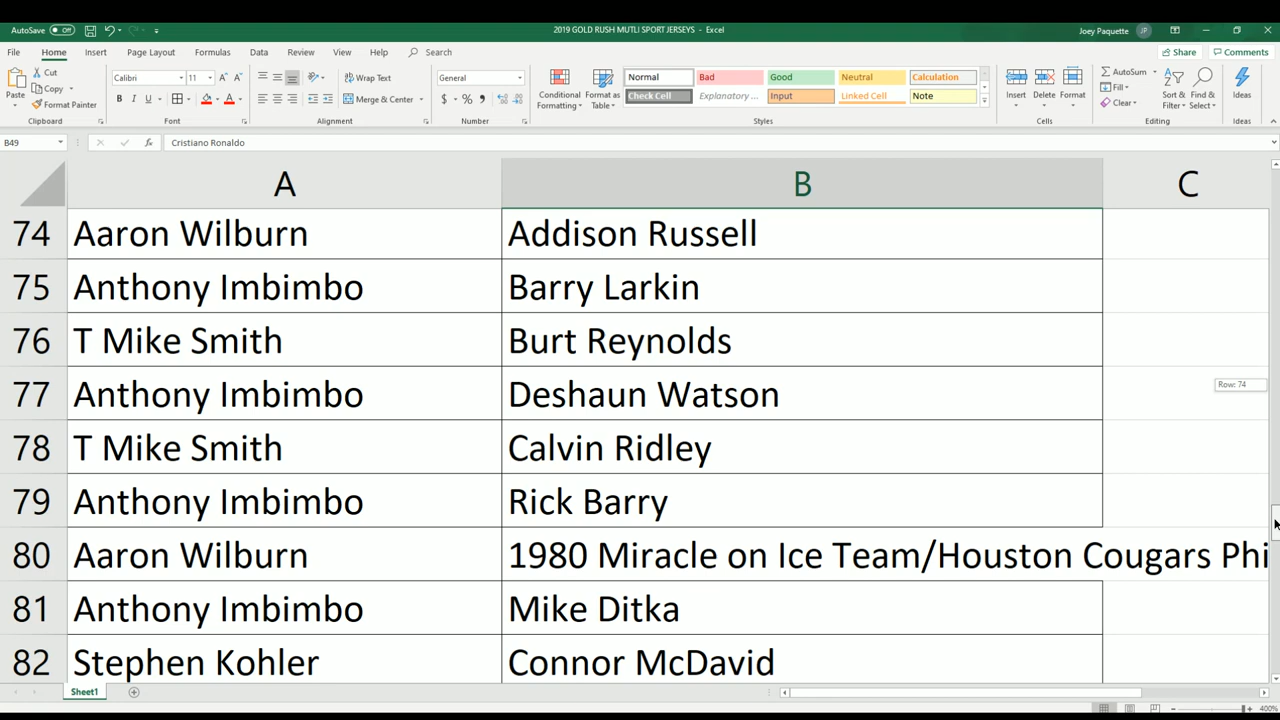 AutoSave Off
2019 GOLD RUSH MUTLI SPORT JERSEYS - Excel
Joey Paquette JP
File Home Insert Page Layout Formulas Data Review View Help Search Share Comments
Paste
Cut
Copy
Format Painter
Clipboard
Calibri 11 A A
B I U A
Font
Wrap Text
Merge & Center
Alignment
General
$ % ,
Number
Conditional Formatting
Format as Table
Normal Bad Good Neutral Calculation
Check Cell Explanatory ... Input Linked Cell Note
Styles
Insert Delete Format
Cells
AutoSum
Fill
Clear
Sort & Filter
Find & Select
Editing
Ideas
Ideas
B49 fx Cristiano Ronaldo
A B C
74 Aaron Wilburn Addison Russell
75 Anthony Imbimbo Barry Larkin
76 T Mike Smith Burt Reynolds
77 Anthony Imbimbo Deshaun Watson
Row: 74
78 T Mike Smith Calvin Ridley
79 Anthony Imbimbo Rick Barry
80 Aaron Wilburn 1980 Miracle on Ice Team/Houston Cougars Phi
81 Anthony Imbimbo Mike Ditka
82 Stephen Kohler Connor McDavid
Sheet1
400%